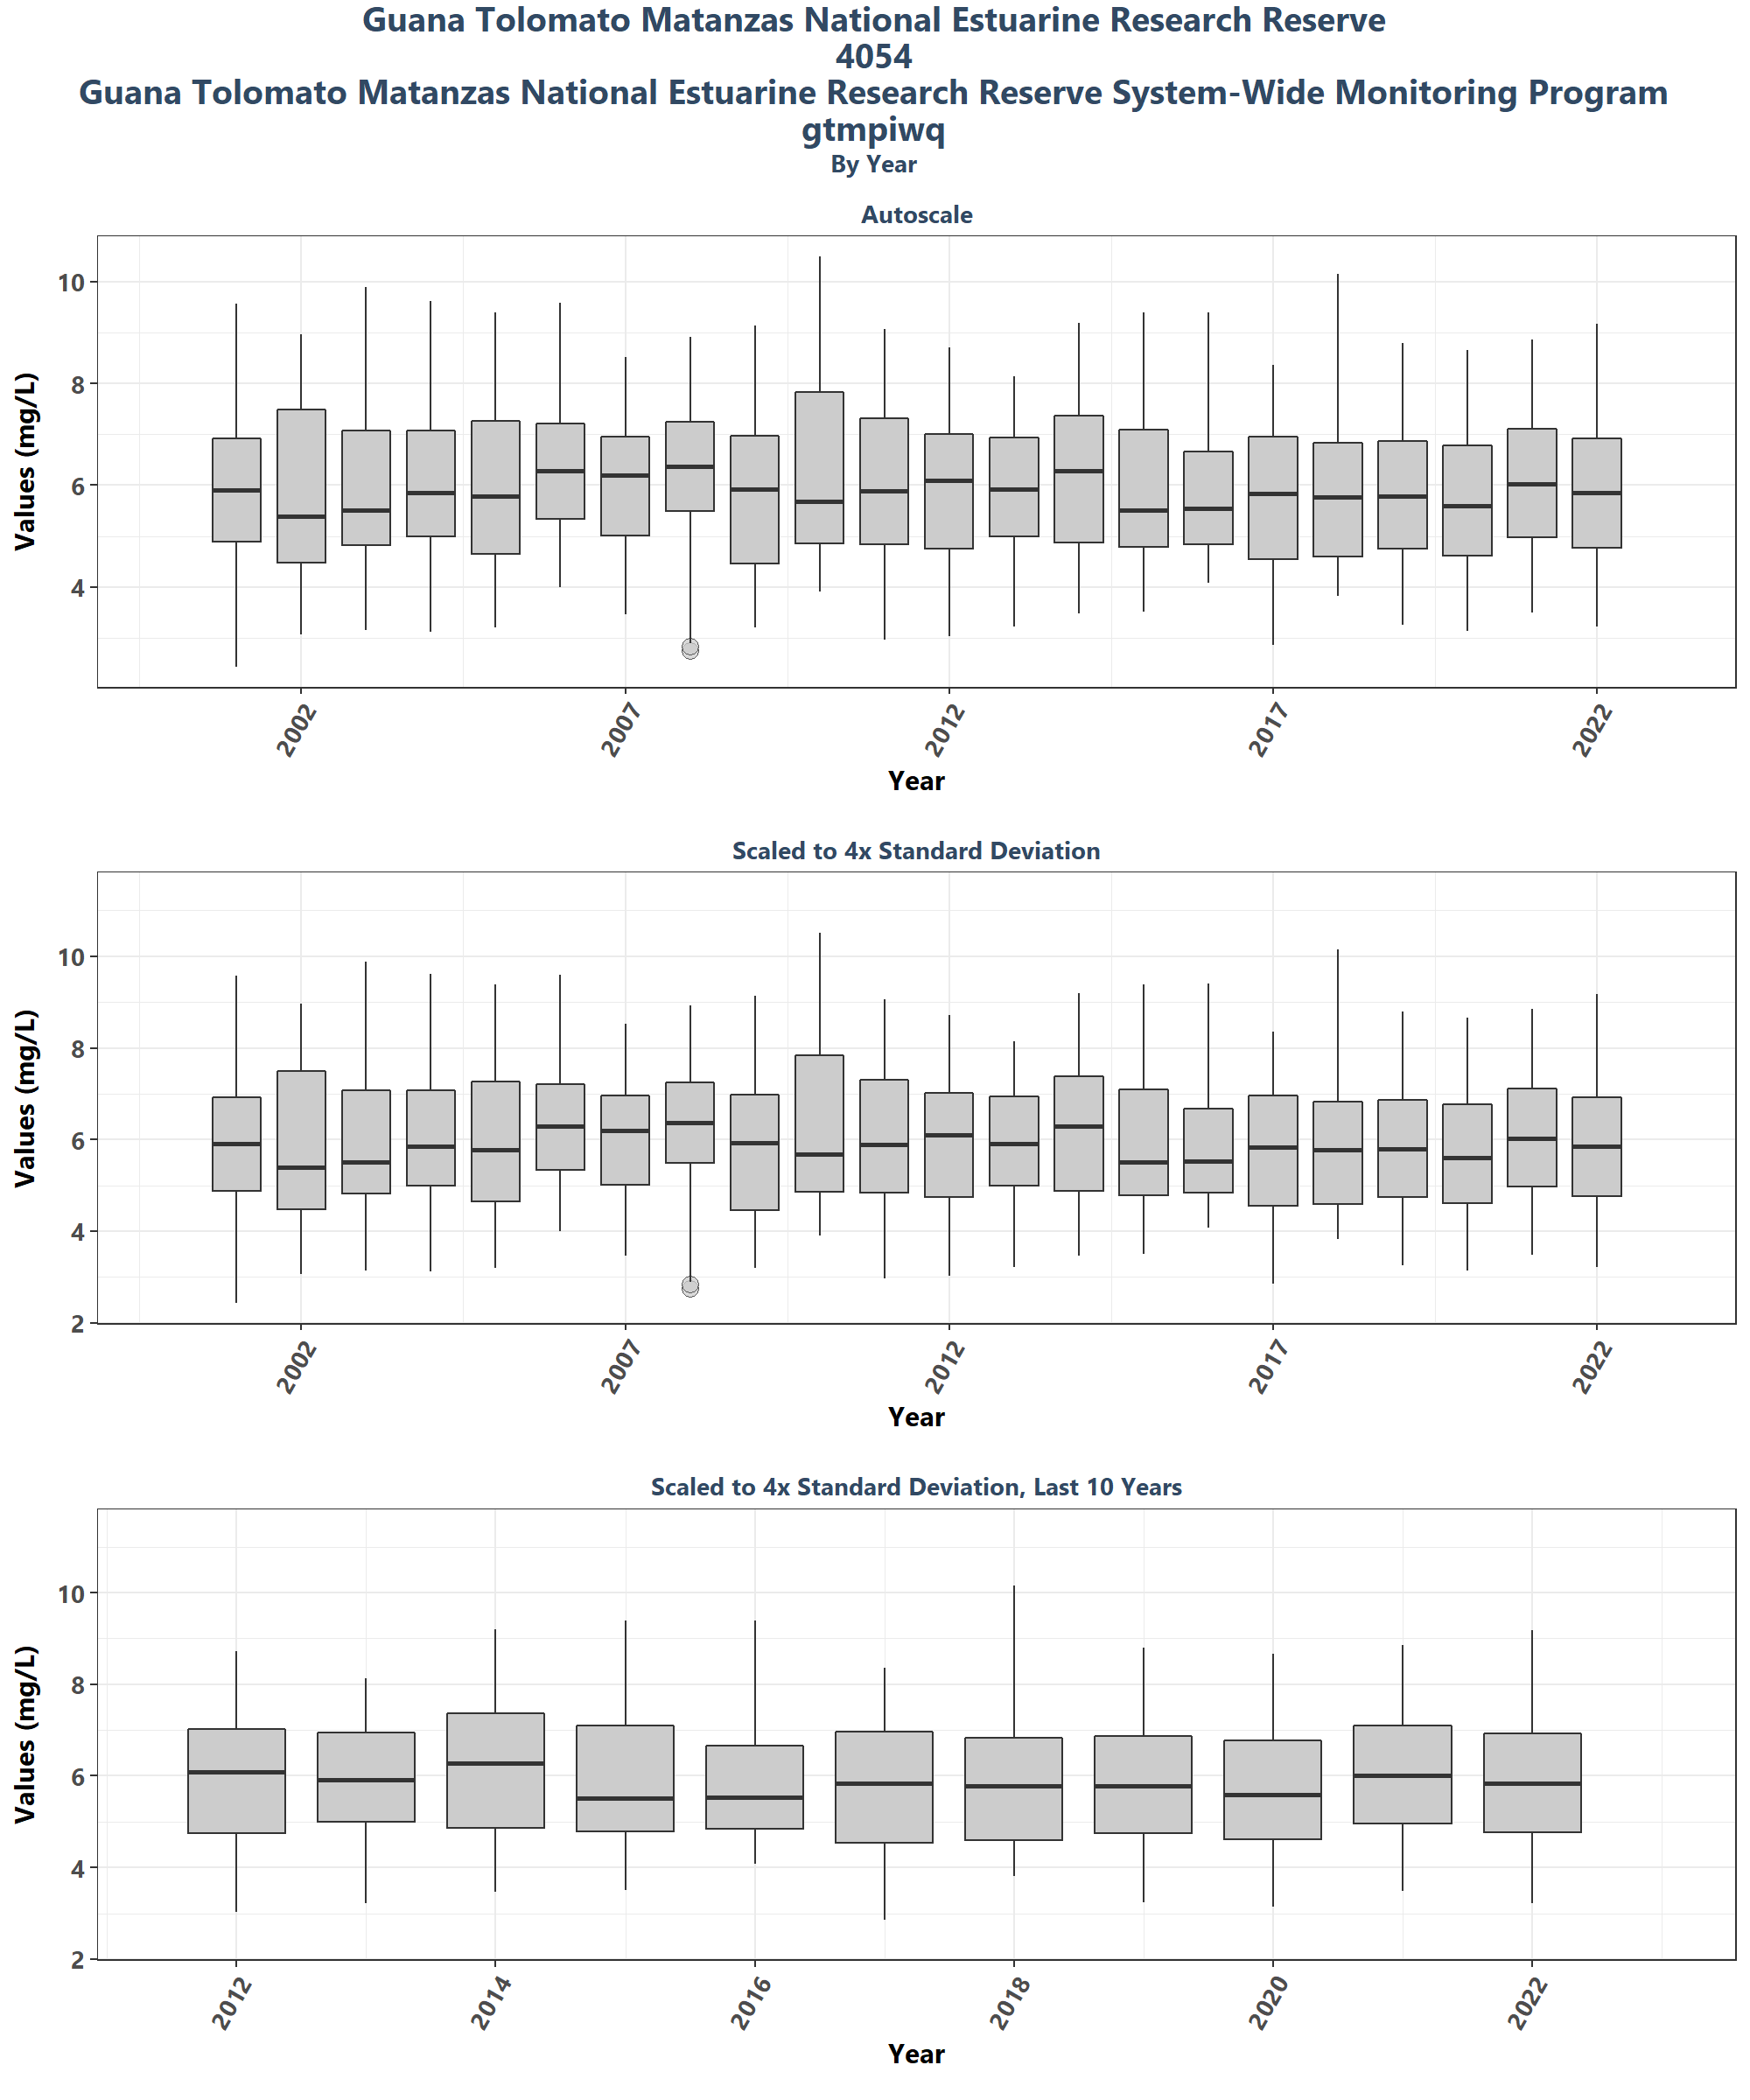 Guana Tolomato Matanzas National Estuarine Research Reserve
4054
Guana Tolomato Matanzas National Estuarine Research Reserve System-Wide Monitoring Program
gtmpiwq
By Year
Autoscale
Values (mg/L)
10
8
6
4
2002
2007
2012
2017
2022
Year
Scaled to 4x Standard Deviation
Values (mg/L)
10
8
6
4
2
2002
2007
2012
2017
2022
Year
Scaled to 4x Standard Deviation, Last 10 Years
Values (mg/L)
10
8
6
4
2
2012
2014
2016
2018
2020
2022
Year